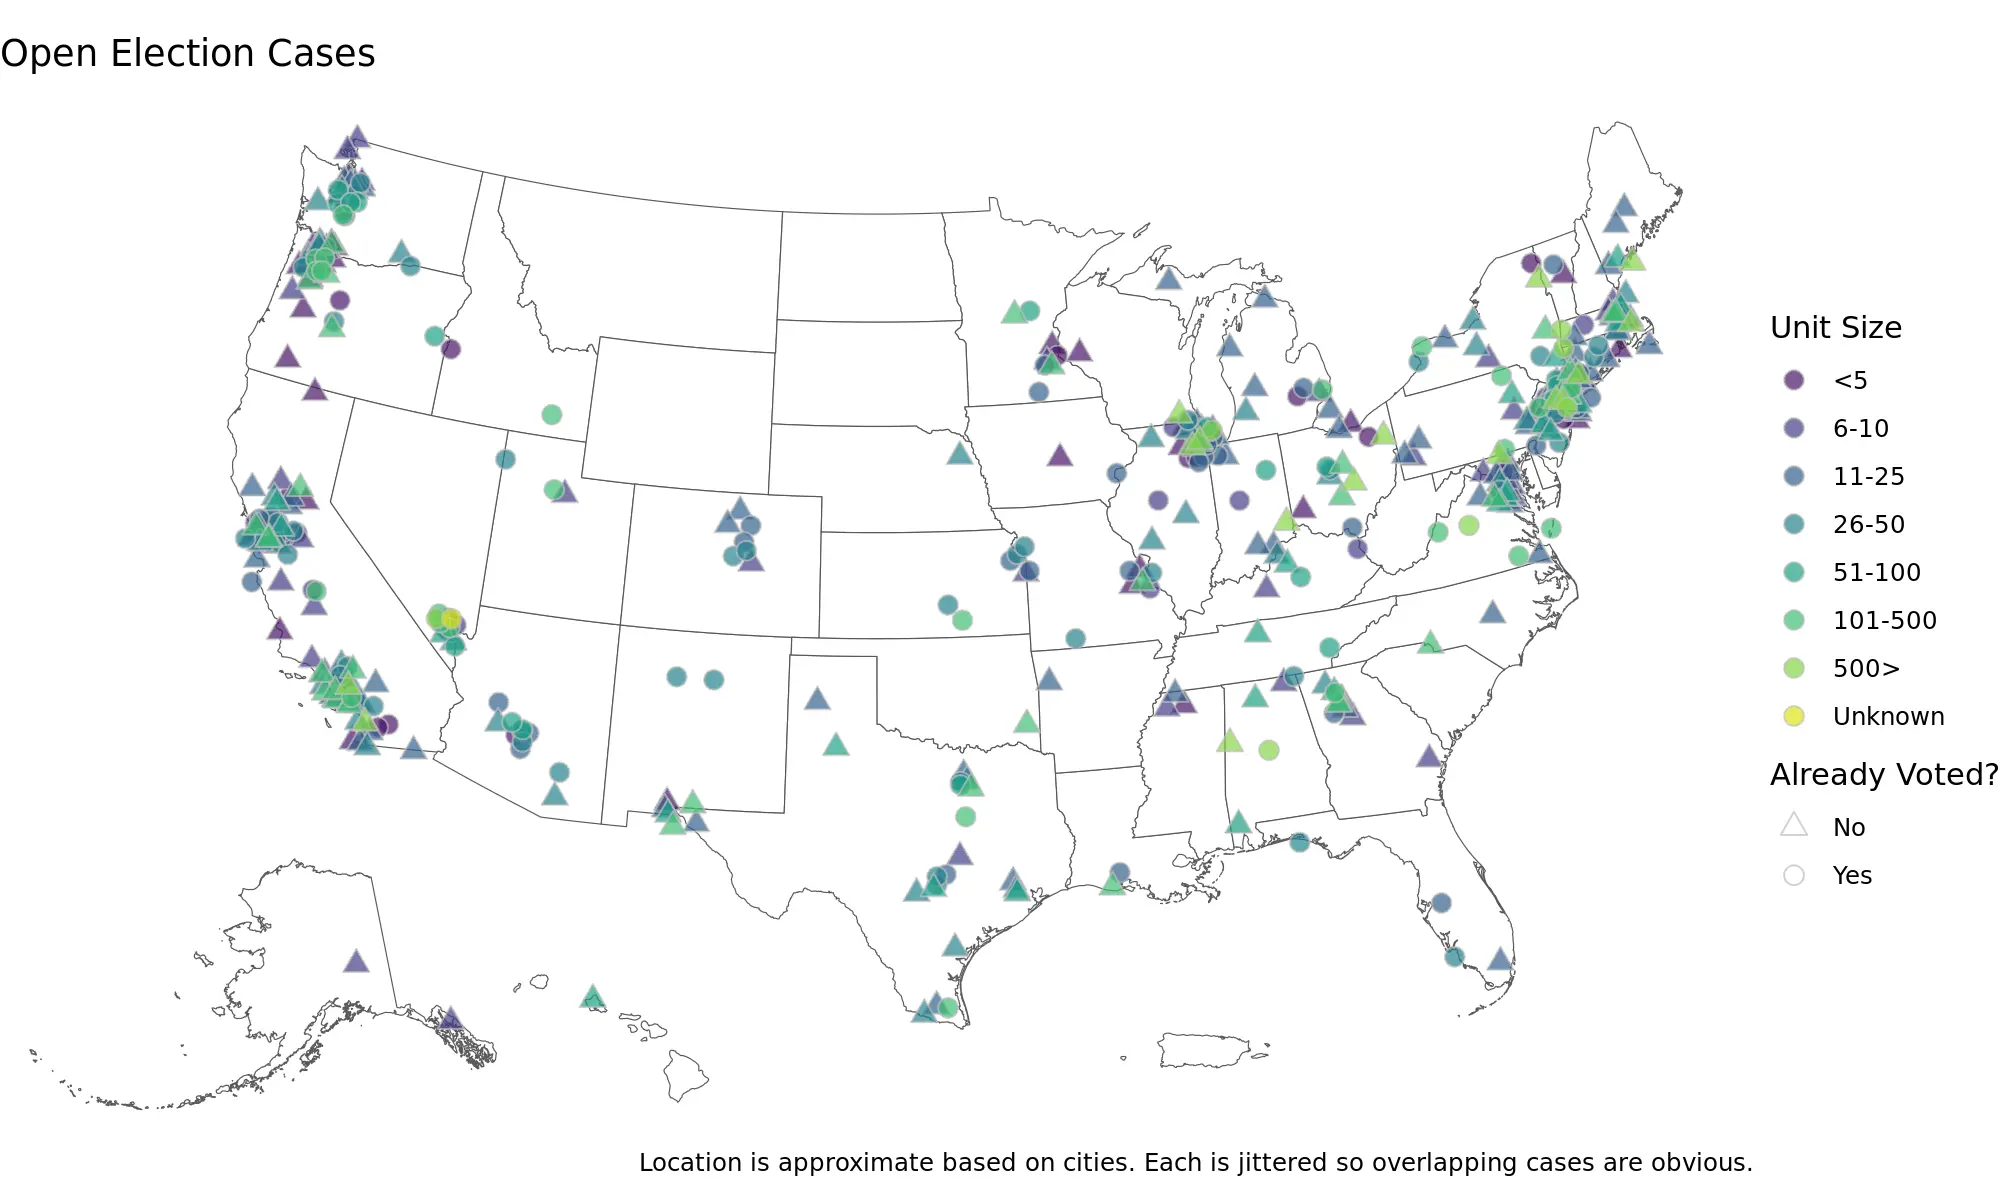 Open Election Cases
Unit Size
<5
6-10
11-25
26-50
51-100
101-500
500>
Unknown
Already Voted?
No
Yes
Location is approximate based on cities. Each is jittered so overlapping cases are obvious.